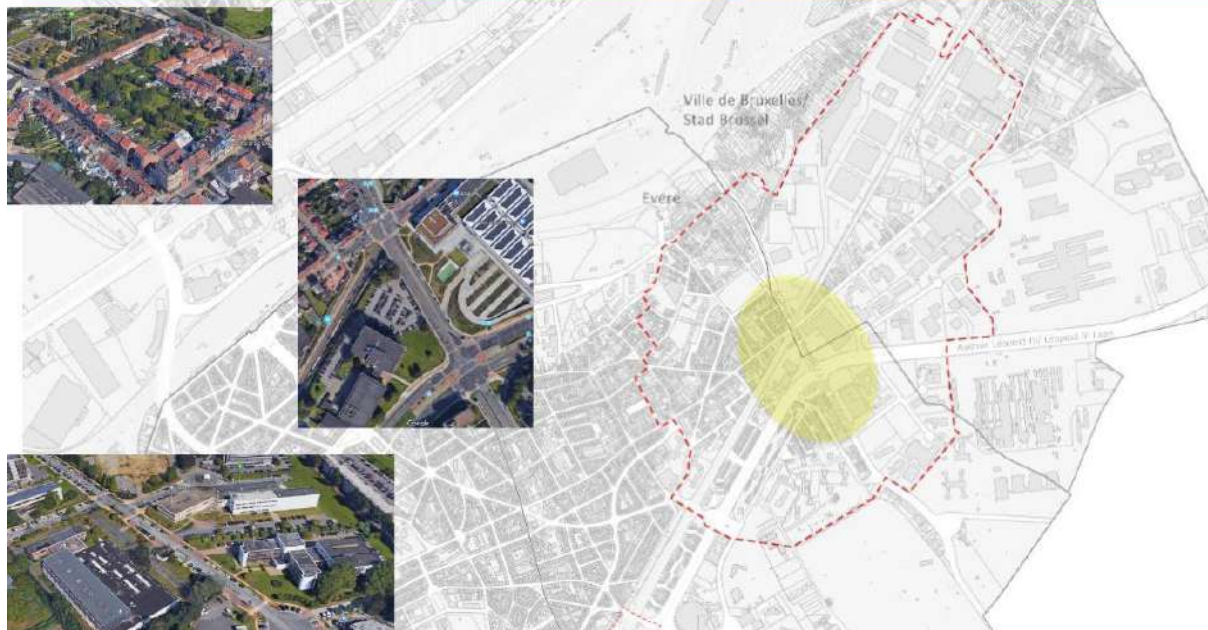 Ville de Bruxelles/
Stad Brussel
Evere
Avenue Léopold III/ Leopold III Laan
Google